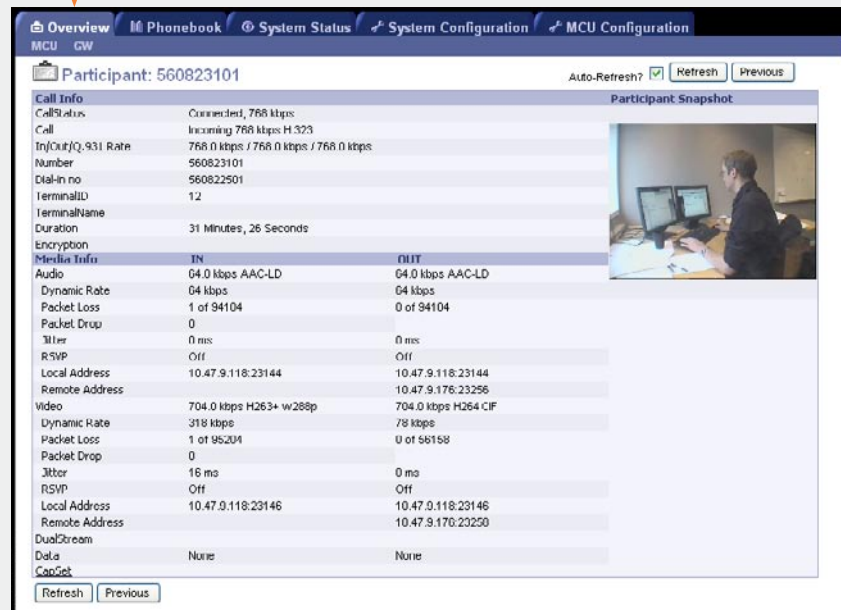 Overview Phonebook System Status System Configuration MCU Configuration
MCU GW
Participant: 560823101 Auto-Refresh? Refresh Previous
Call Info Participant Snapshot
CallStatus Connected, 768 kbps
Call Incoming 768 kbps H.323
In/Out/Q.931 Rate 768.0 kbps / 768.0 kbps / 768.0 kbps
Number 560823101
Dial-in no 560822501
TerminalID 12
TerminalName
Duration 31 Minutes, 26 Seconds
Encryption
Media Info IN OUT
Audio 64.0 kbps AAC-LD 64.0 kbps AAC-LD
Dynamic Rate 64 kbps 64 kbps
Packet Loss 1 of 94104 0 of 94104
Packet Drop 0
Jitter 0 ms 0 ms
RSVP Off Off
Local Address 10.47.9.118:23144 10.47.9.118:23144
Remote Address 10.47.9.176:23256
Video 704.0 kbps H263+ w288p 704.0 kbps H264 CIF
Dynamic Rate 318 kbps 78 kbps
Packet Loss 1 of 95204 0 of 56158
Packet Drop 0
Jitter 16 ms 0 ms
RSVP Off Off
Local Address 10.47.9.118:23146 10.47.9.118:23146
Remote Address 10.47.9.176:23258
DualStream
Data None None
CapSet
Refresh Previous